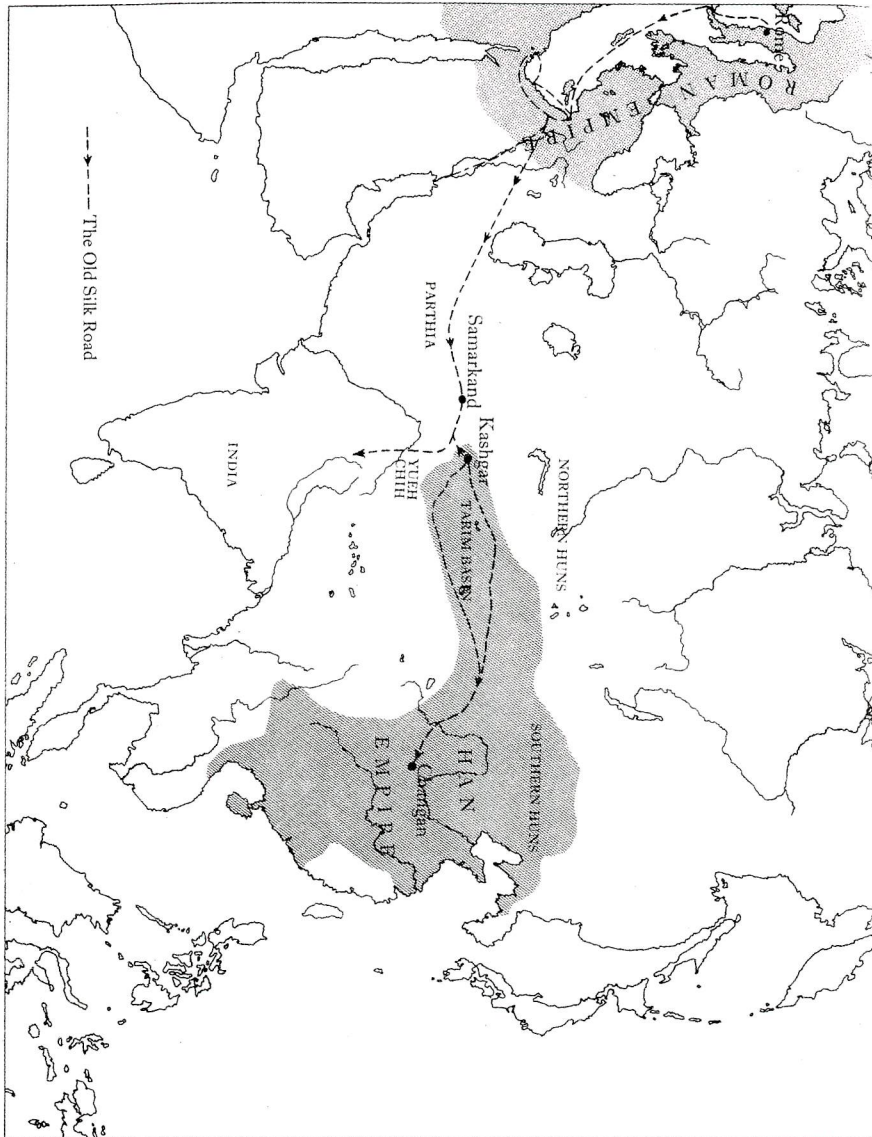 Rome
ROMAN EMPIRE
PARTHIA
Samarkand
Kashgar
YUEH
CHIH
INDIA
TARIM BASIN
NORTHERN HUNS
SOUTHERN HUNS
HAN
EMPIRE
Changan
The Old Silk Road